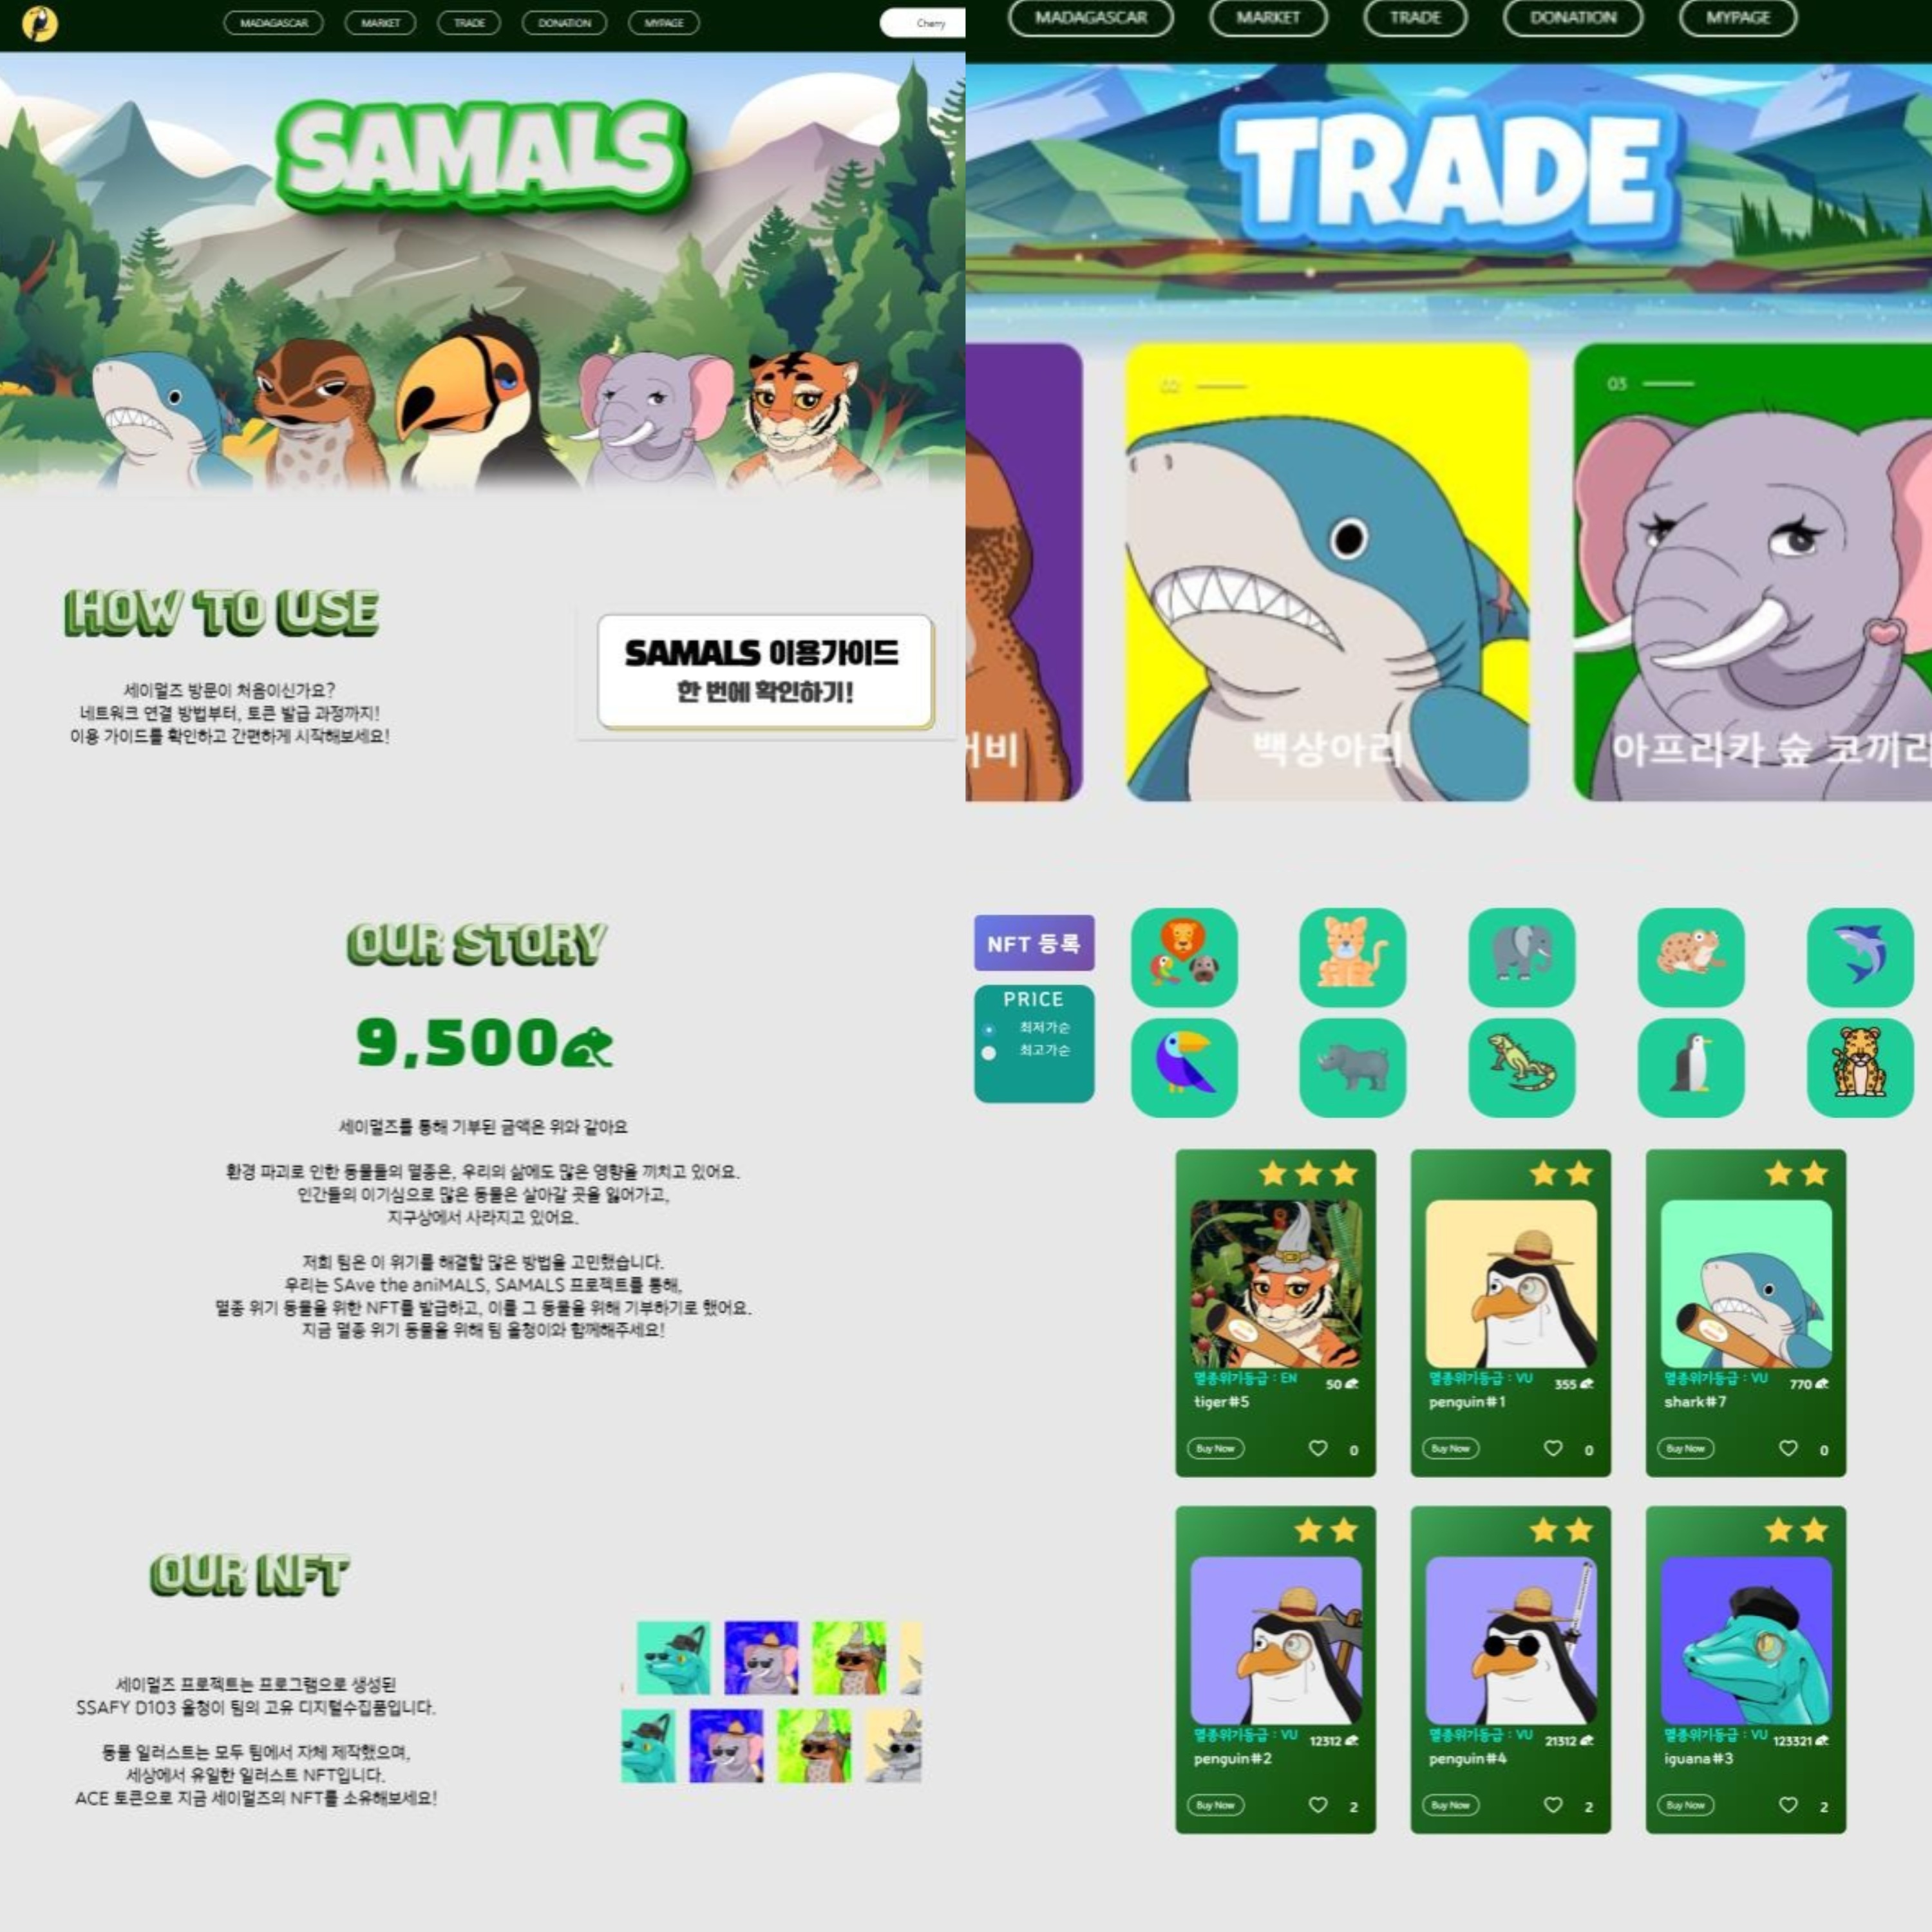 MADAGASCAR
MARKET
TRADE
DONATION
MYPAGE
Cherry
SAMALS
HOW TO USE
세이멀즈 방문이 처음이신가요?
네트워크 연결 방법부터, 토큰 발급 과정까지!
이용 가이드를 확인하고 간편하게 시작해보세요!
SAMALS 이용가이드
한 번에 확인하기!
OUR STORY
9,500
세이멀즈를 통해 기부된 금액은 위와 같아요
환경 파괴로 인한 동물들의 멸종은, 우리의 삶에도 많은 영향을 끼치고 있어요.
인간들의 이기심으로 많은 동물은 살아갈 곳을 잃어가고,
지구상에서 사라지고 있어요.
저희 팀은 이 위기를 해결할 많은 방법을 고민했습니다.
우리는 SAve the aniMALS, SAMALS 프로젝트를 통해,
멸종 위기 동물을 위한 NFT를 발급하고, 이를 그 동물을 위해 기부하기로 했어요.
지금 멸종 위기 동물을 위해 팀 올청이와 함께해주세요!
OUR NFT
세이멀즈 프로젝트는 프로그램으로 생성된
SSAFY D103 올청이 팀의 고유 디지털수집품입니다.
동물 일러스트는 모두 팀에서 자체 제작했으며,
세상에서 유일한 일러스트 NFT입니다.
ACE 토큰으로 지금 세이멀즈의 NFT를 소유해보세요!
MADAGASCAR
MARKET
TRADE
DONATION
MYPAGE
TRADE
02
03
비
백상아리
아프리카 숲 코끼리
NFT 등록
PRICE
최저가순
최고가순
멸종위기등급 : EN
50
tiger#5
Buy Now
0
멸종위기등급 : VU
355
penguin#1
Buy Now
0
멸종위기등급 : VU
770
shark#7
Buy Now
0
멸종위기등급 : VU
12312
penguin#2
Buy Now
2
멸종위기등급 : VU
21312
penguin#4
Buy Now
2
멸종위기등급 : VU
123321
iguana#3
Buy Now
2